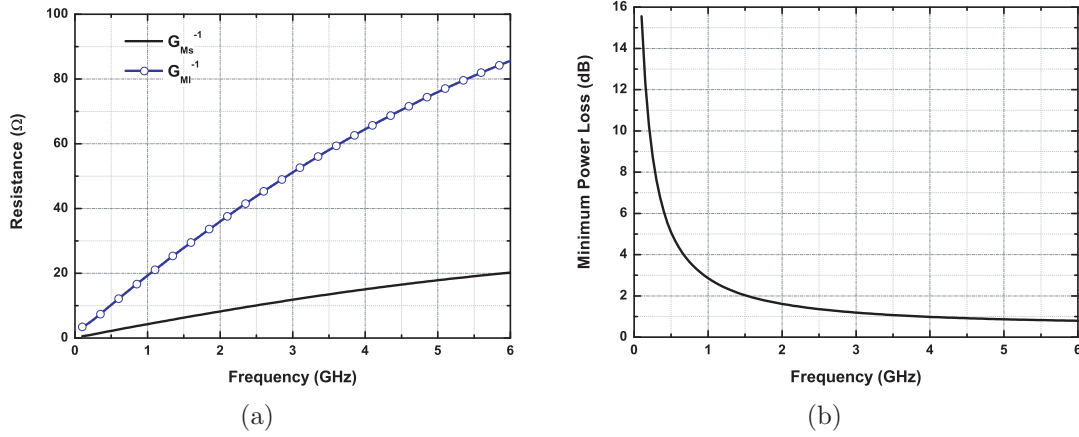 100
80
60
40
20
0
Resistance (Ω)
G_Ms^-1
G_Ml^-1
0 1 2 3 4 5 6
Frequency (GHz)
(a)
16
14
12
10
8
6
4
2
0
Minimum Power Loss (dB)
0 1 2 3 4 5 6
Frequency (GHz)
(b)